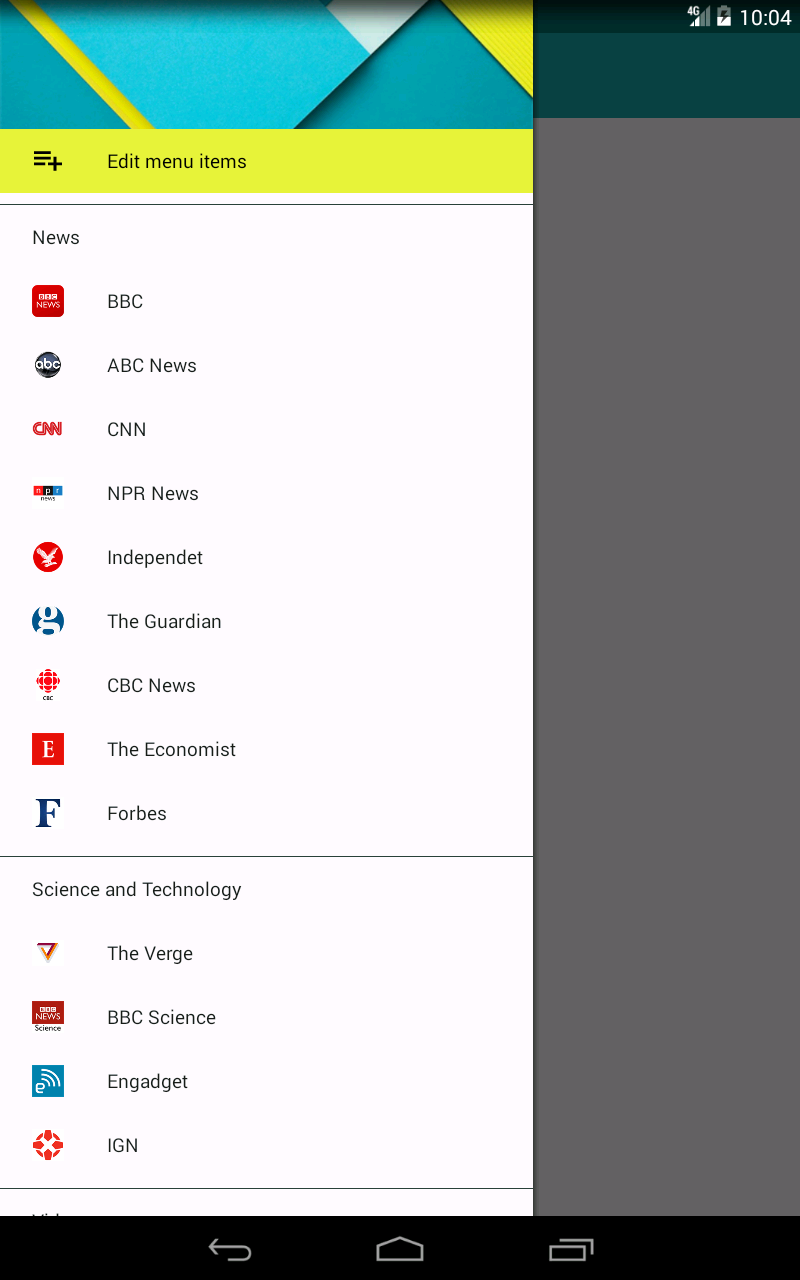 4G 10:04
Edit menu items
News
BBC NEWS BBC
abc ABC News
CNN CNN
npr news NPR News
Independet
g The Guardian
CBC CBC News
E The Economist
F Forbes
Science and Technology
The Verge
BBC NEWS Science BBC Science
e Engadget
IGN